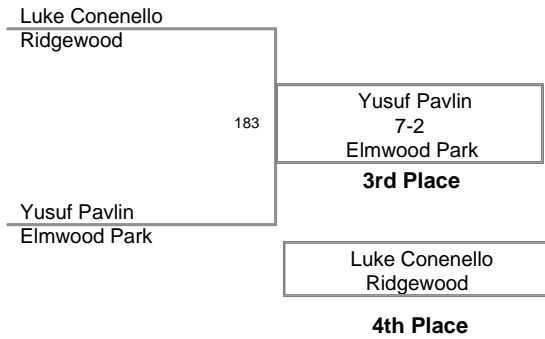 Luke Conenello
Ridgewood
183
Yusuf Pavlin
7-2
Elmwood Park
3rd Place
Yusuf Pavlin
Elmwood Park
Luke Conenello
Ridgewood
4th Place